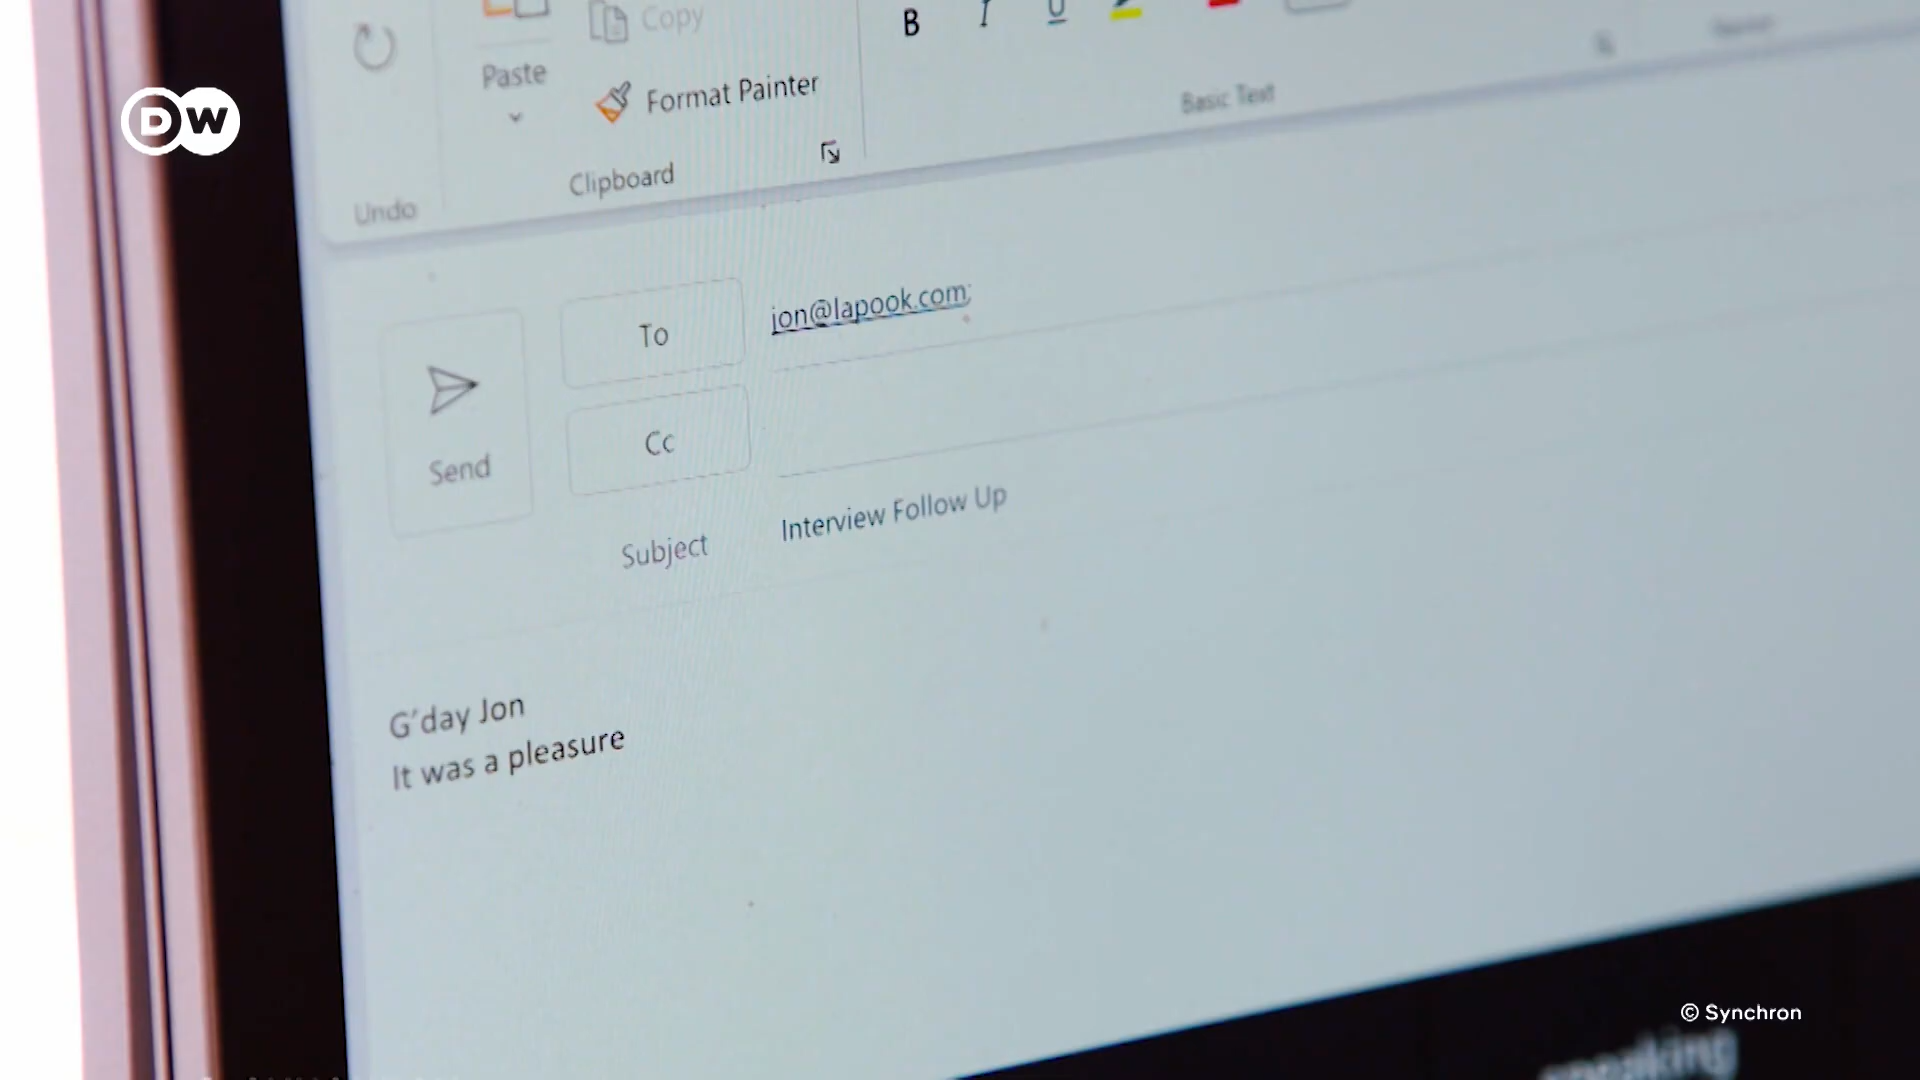 Copy
B I U
Paste
Format Painter
DW
Basic Text
Clipboard
Undo
To
jon@lapook.com;
Send
Cc
Subject
Interview Follow Up
G'day Jon
It was a pleasure
© Synchron
speaking